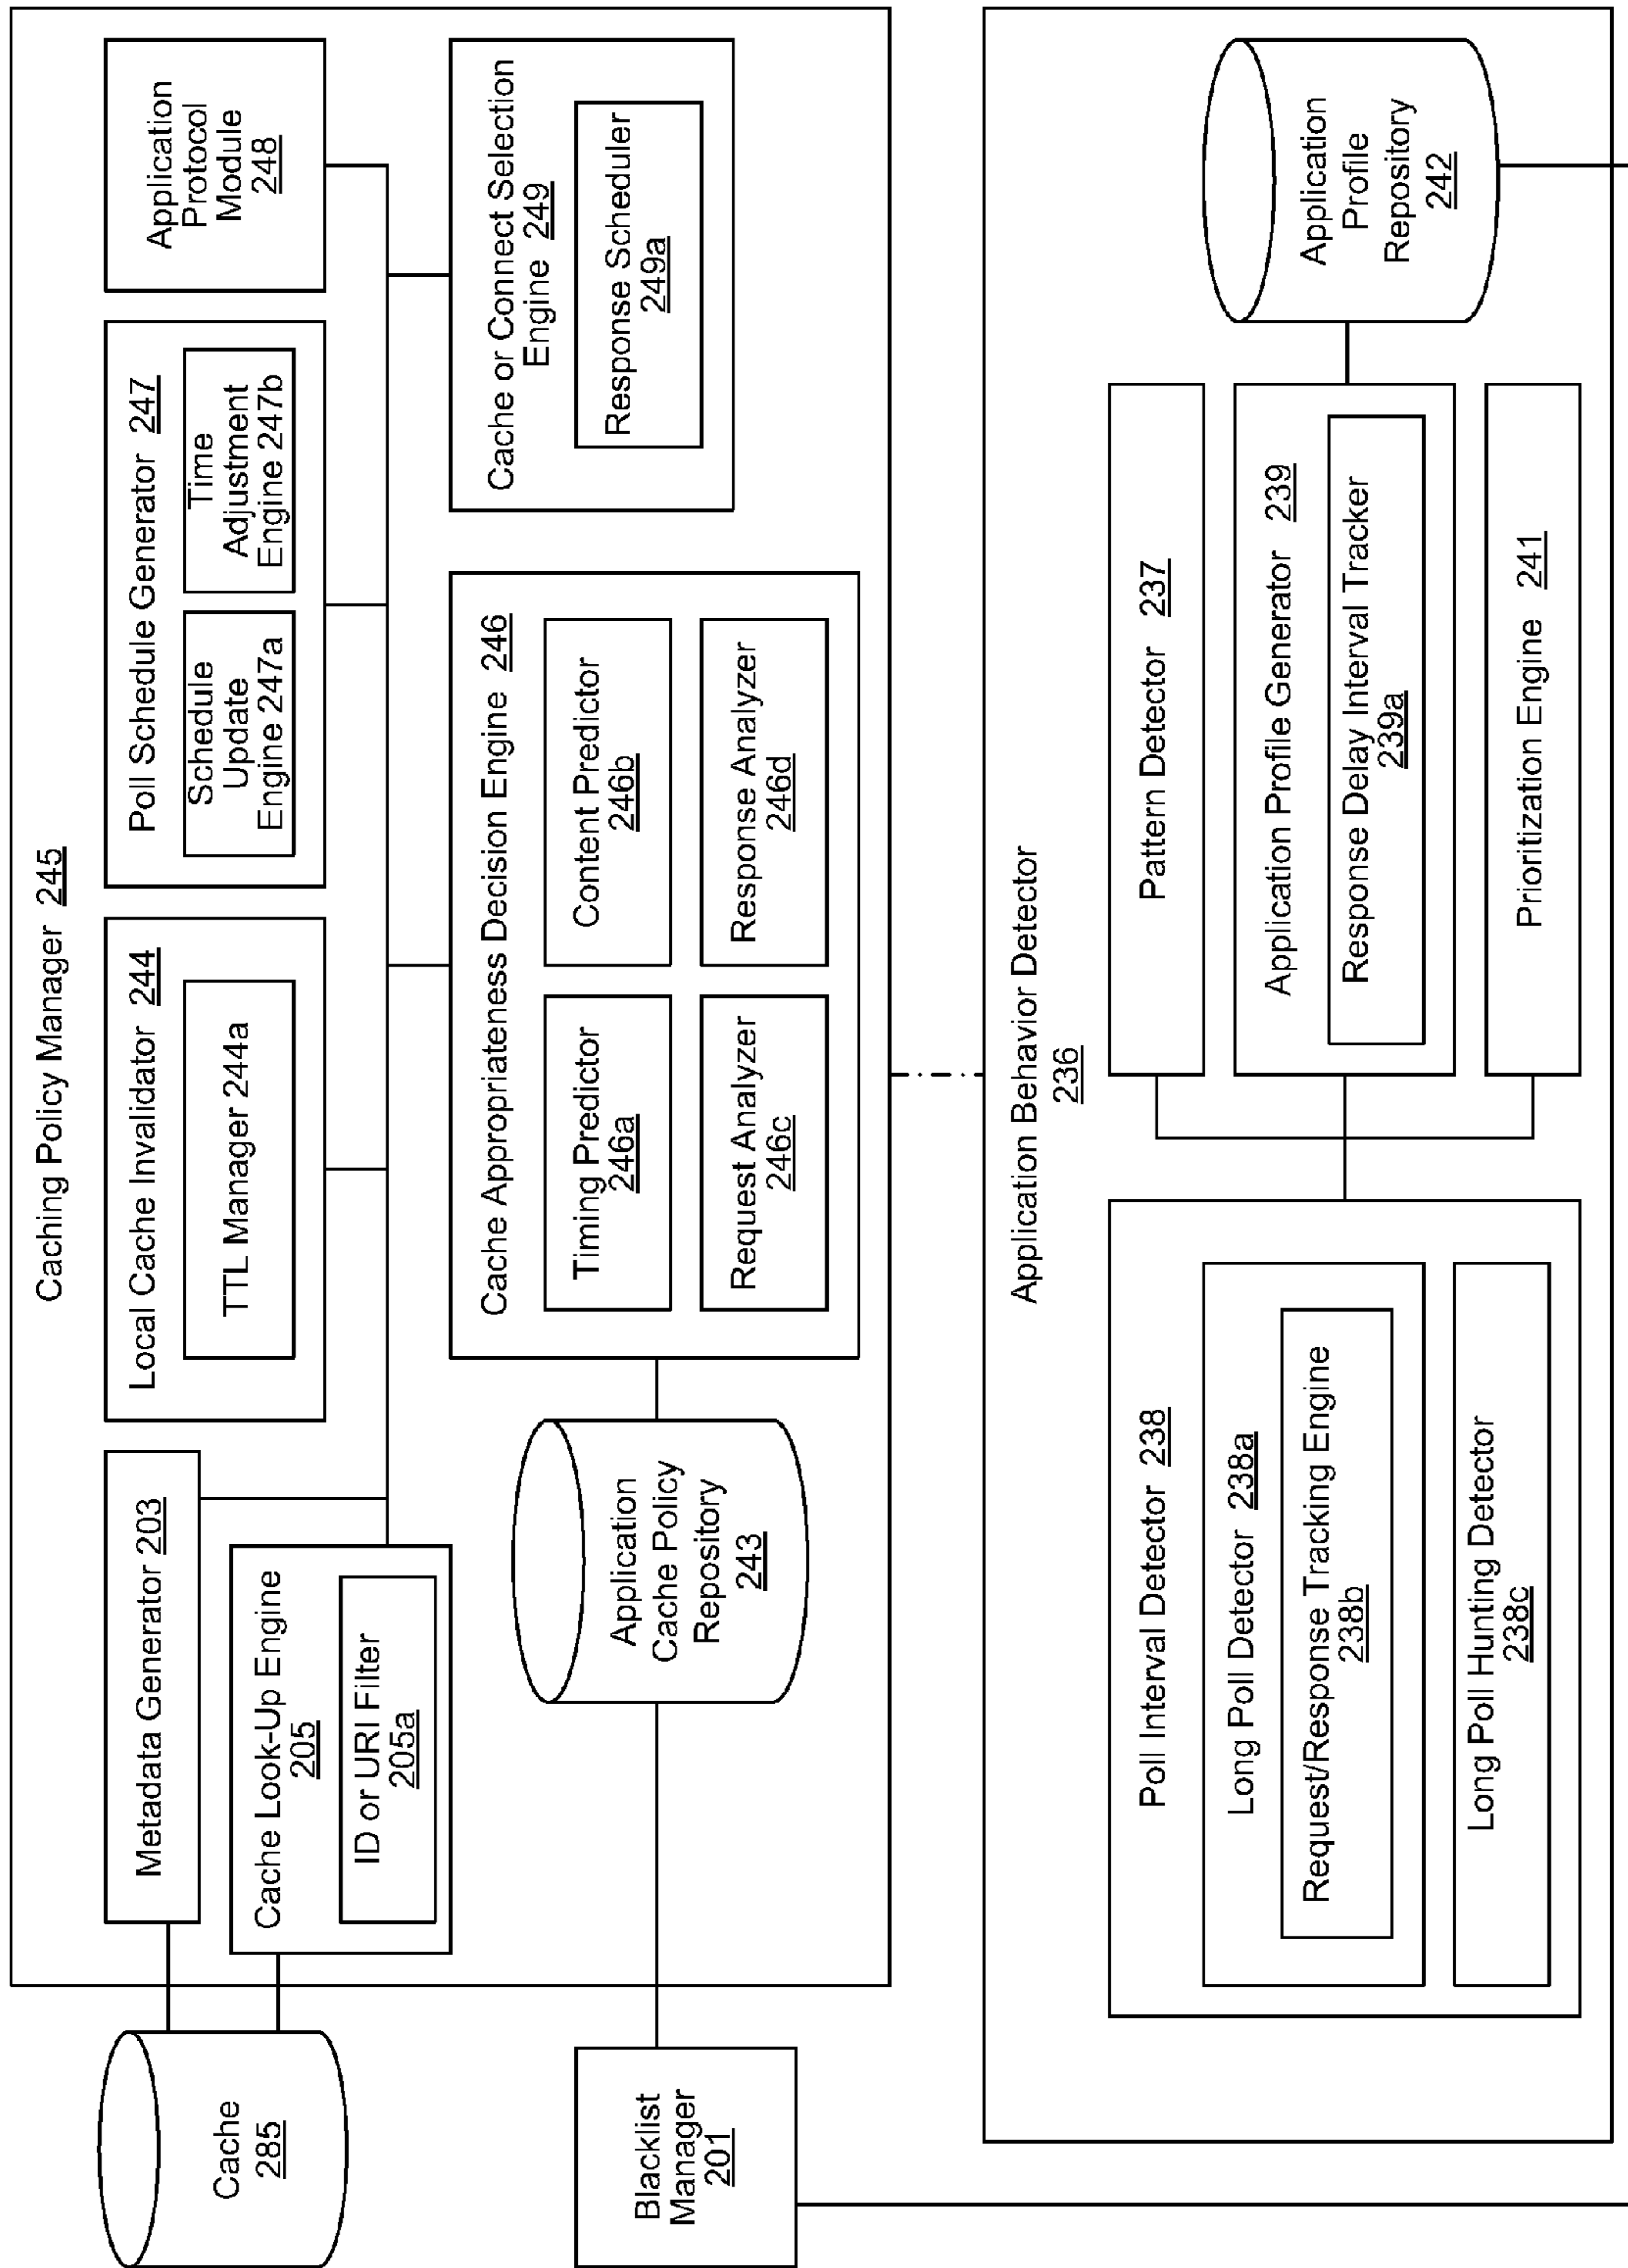 Caching Policy Manager 245
Cache
285
Metadata Generator 203
Cache Look-Up Engine
205
ID or URI Filter
205a
Local Cache Invalidator 244
TTL Manager 244a
Poll Schedule Generator 247
Schedule
Update
Engine 247a
Time
Adjustment
Engine 247b
Application
Protocol
Module
248
Blacklist
Manager
201
Application
Cache Policy
Repository
243
Cache Appropriateness Decision Engine 246
Timing Predictor
246a
Content Predictor
246b
Request Analyzer
246c
Response Analyzer
246d
Cache or Connect Selection
Engine 249
Response Scheduler
249a
Application Behavior Detector
236
Poll Interval Detector 238
Long Poll Detector 238a
Request/Response Tracking Engine
238b
Long Poll Hunting Detector
238c
Pattern Detector 237
Application Profile Generator 239
Response Delay Interval Tracker
239a
Prioritization Engine 241
Application
Profile
Repository
242